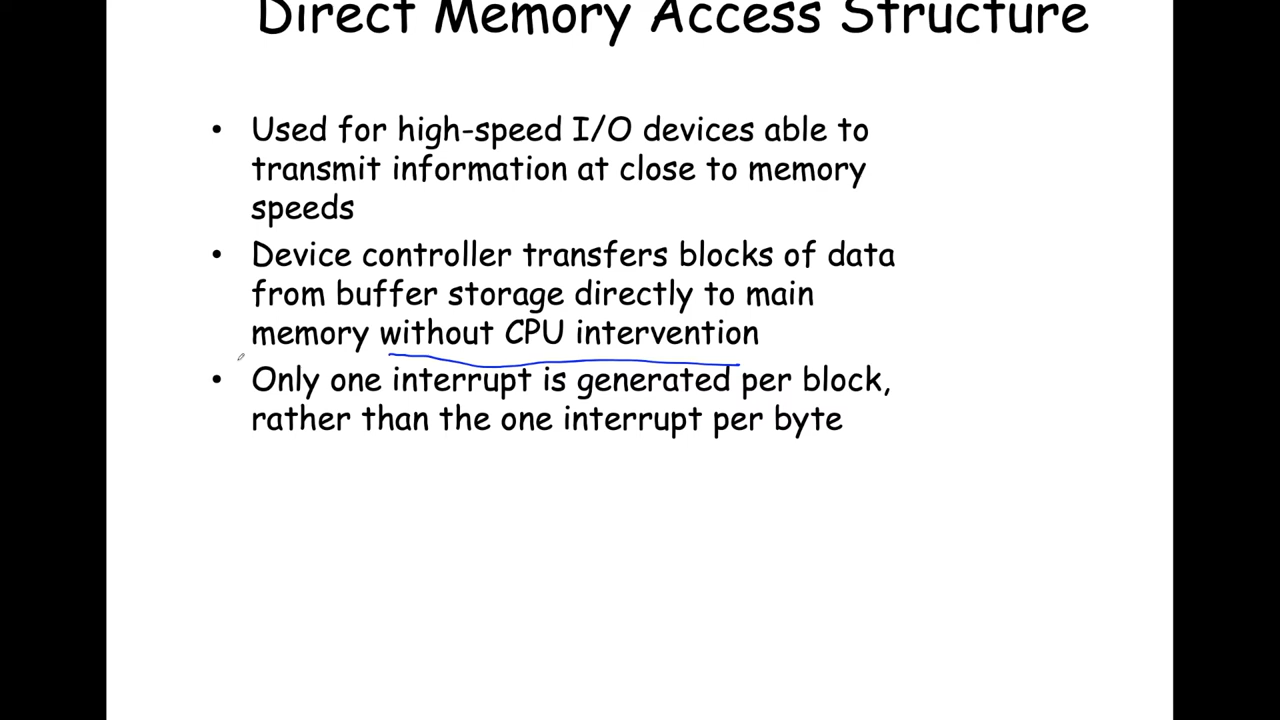 Direct Memory Access Structure
• Used for high-speed I/O devices able to
transmit information at close to memory
speeds
• Device controller transfers blocks of data
from buffer storage directly to main
memory without CPU intervention
• Only one interrupt is generated per block,
rather than the one interrupt per byte